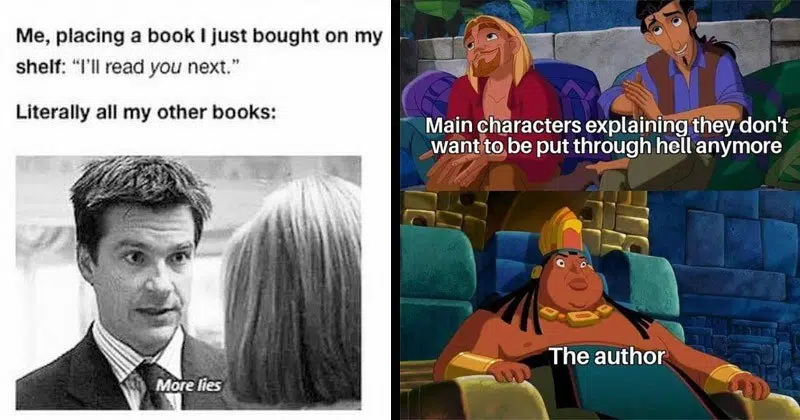 Me, placing a book I just bought on my
shelf: “I’ll read you next.”
Literally all my other books:
More lies
Main characters explaining they don't
want to be put through hell anymore
The author